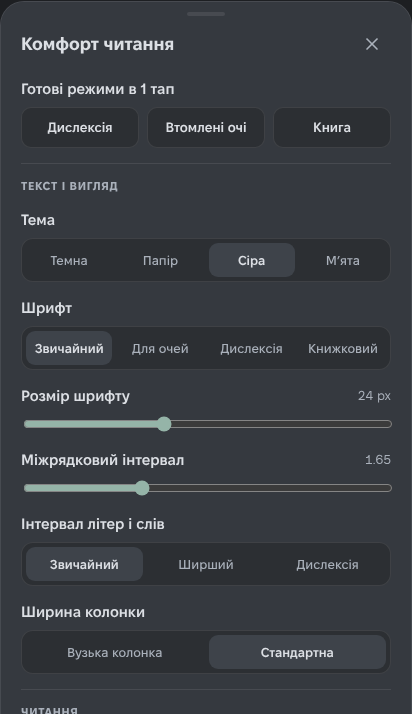 Комфорт читання
Готові режими в 1 тап
Дислексія Втомлені очі Книга
ТЕКСТ І ВИГЛЯД
Тема
Темна Папір Сіра М’ята
Шрифт
Звичайний Для очей Дислексія Книжковий
Розмір шрифту 24 px
Міжрядковий інтервал 1.65
Інтервал літер і слів
Звичайний Ширший Дислексія
Ширина колонки
Вузька колонка Стандартна
ЧИТАННЯ